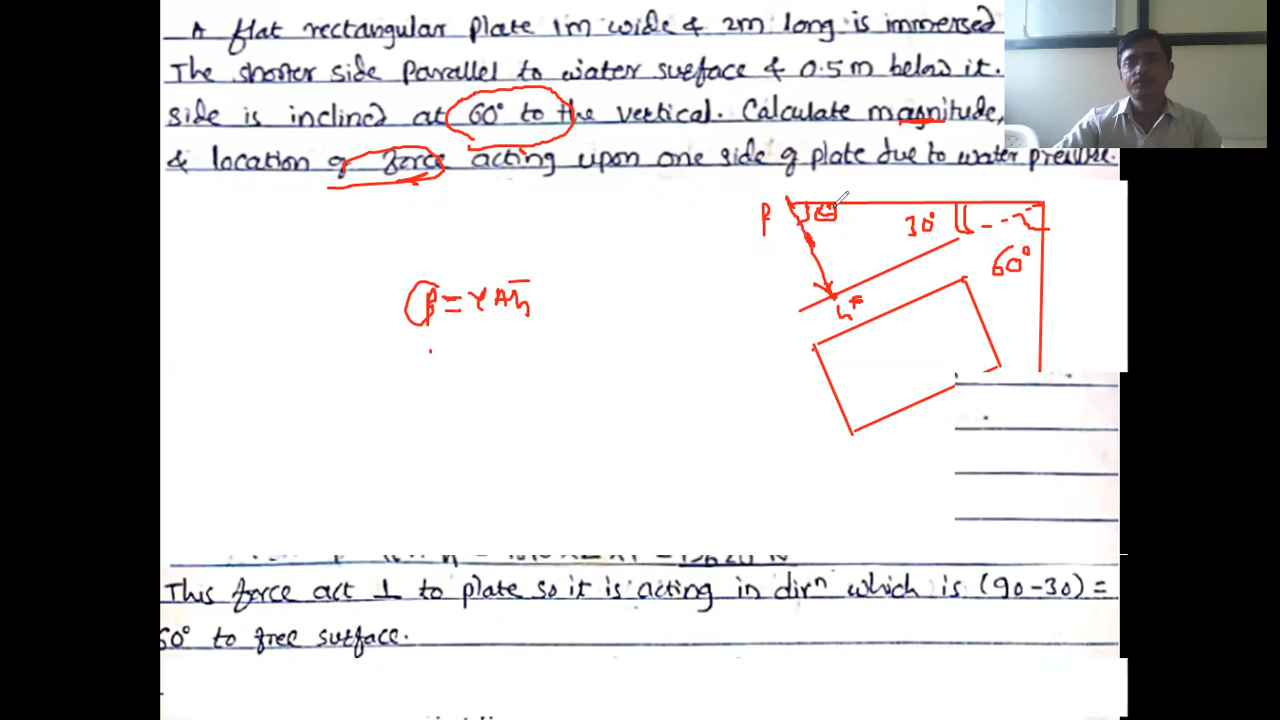 A flat rectangular plate 1m wide & 2m long is immersed
The shorter side parallel to water surface & 0.5m below it.
side is inclined at 60° to the vertical. Calculate magnitude,
& location of force acting upon one side of plate due to water pressure.
P
30°
60°
h*
P = γAh̄
This force act ⊥ to plate so it is acting in dirⁿ which is (90-30) =
60° to free surface.